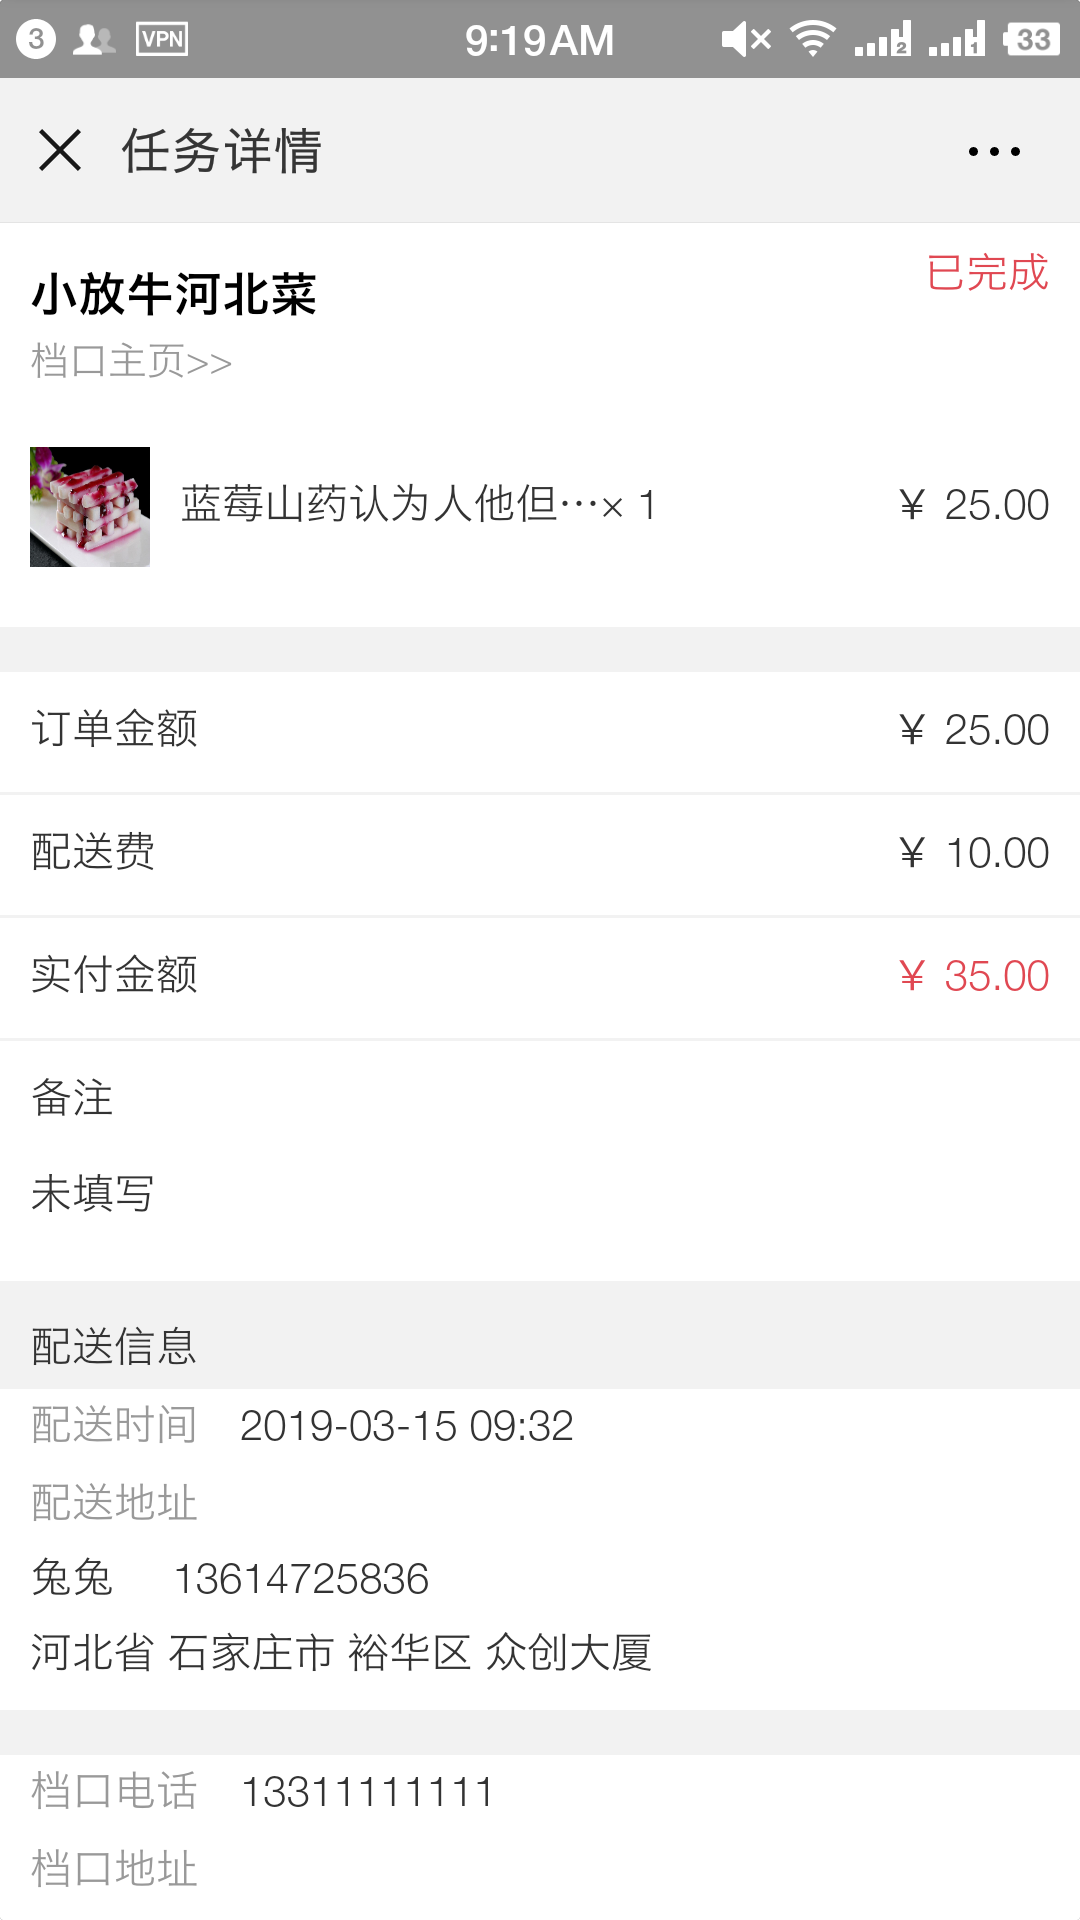 3 VPN 9:19AM 2 1 33
任务详情
已完成
小放牛河北菜
档口主页>>
蓝莓山药认为人他但…× 1 ¥ 25.00
订单金额 ¥ 25.00
配送费 ¥ 10.00
实付金额 ¥ 35.00
备注
未填写
配送信息
配送时间 2019-03-15 09:32
配送地址
兔兔 13614725836
河北省 石家庄市 裕华区 众创大厦
档口电话 13311111111
档口地址